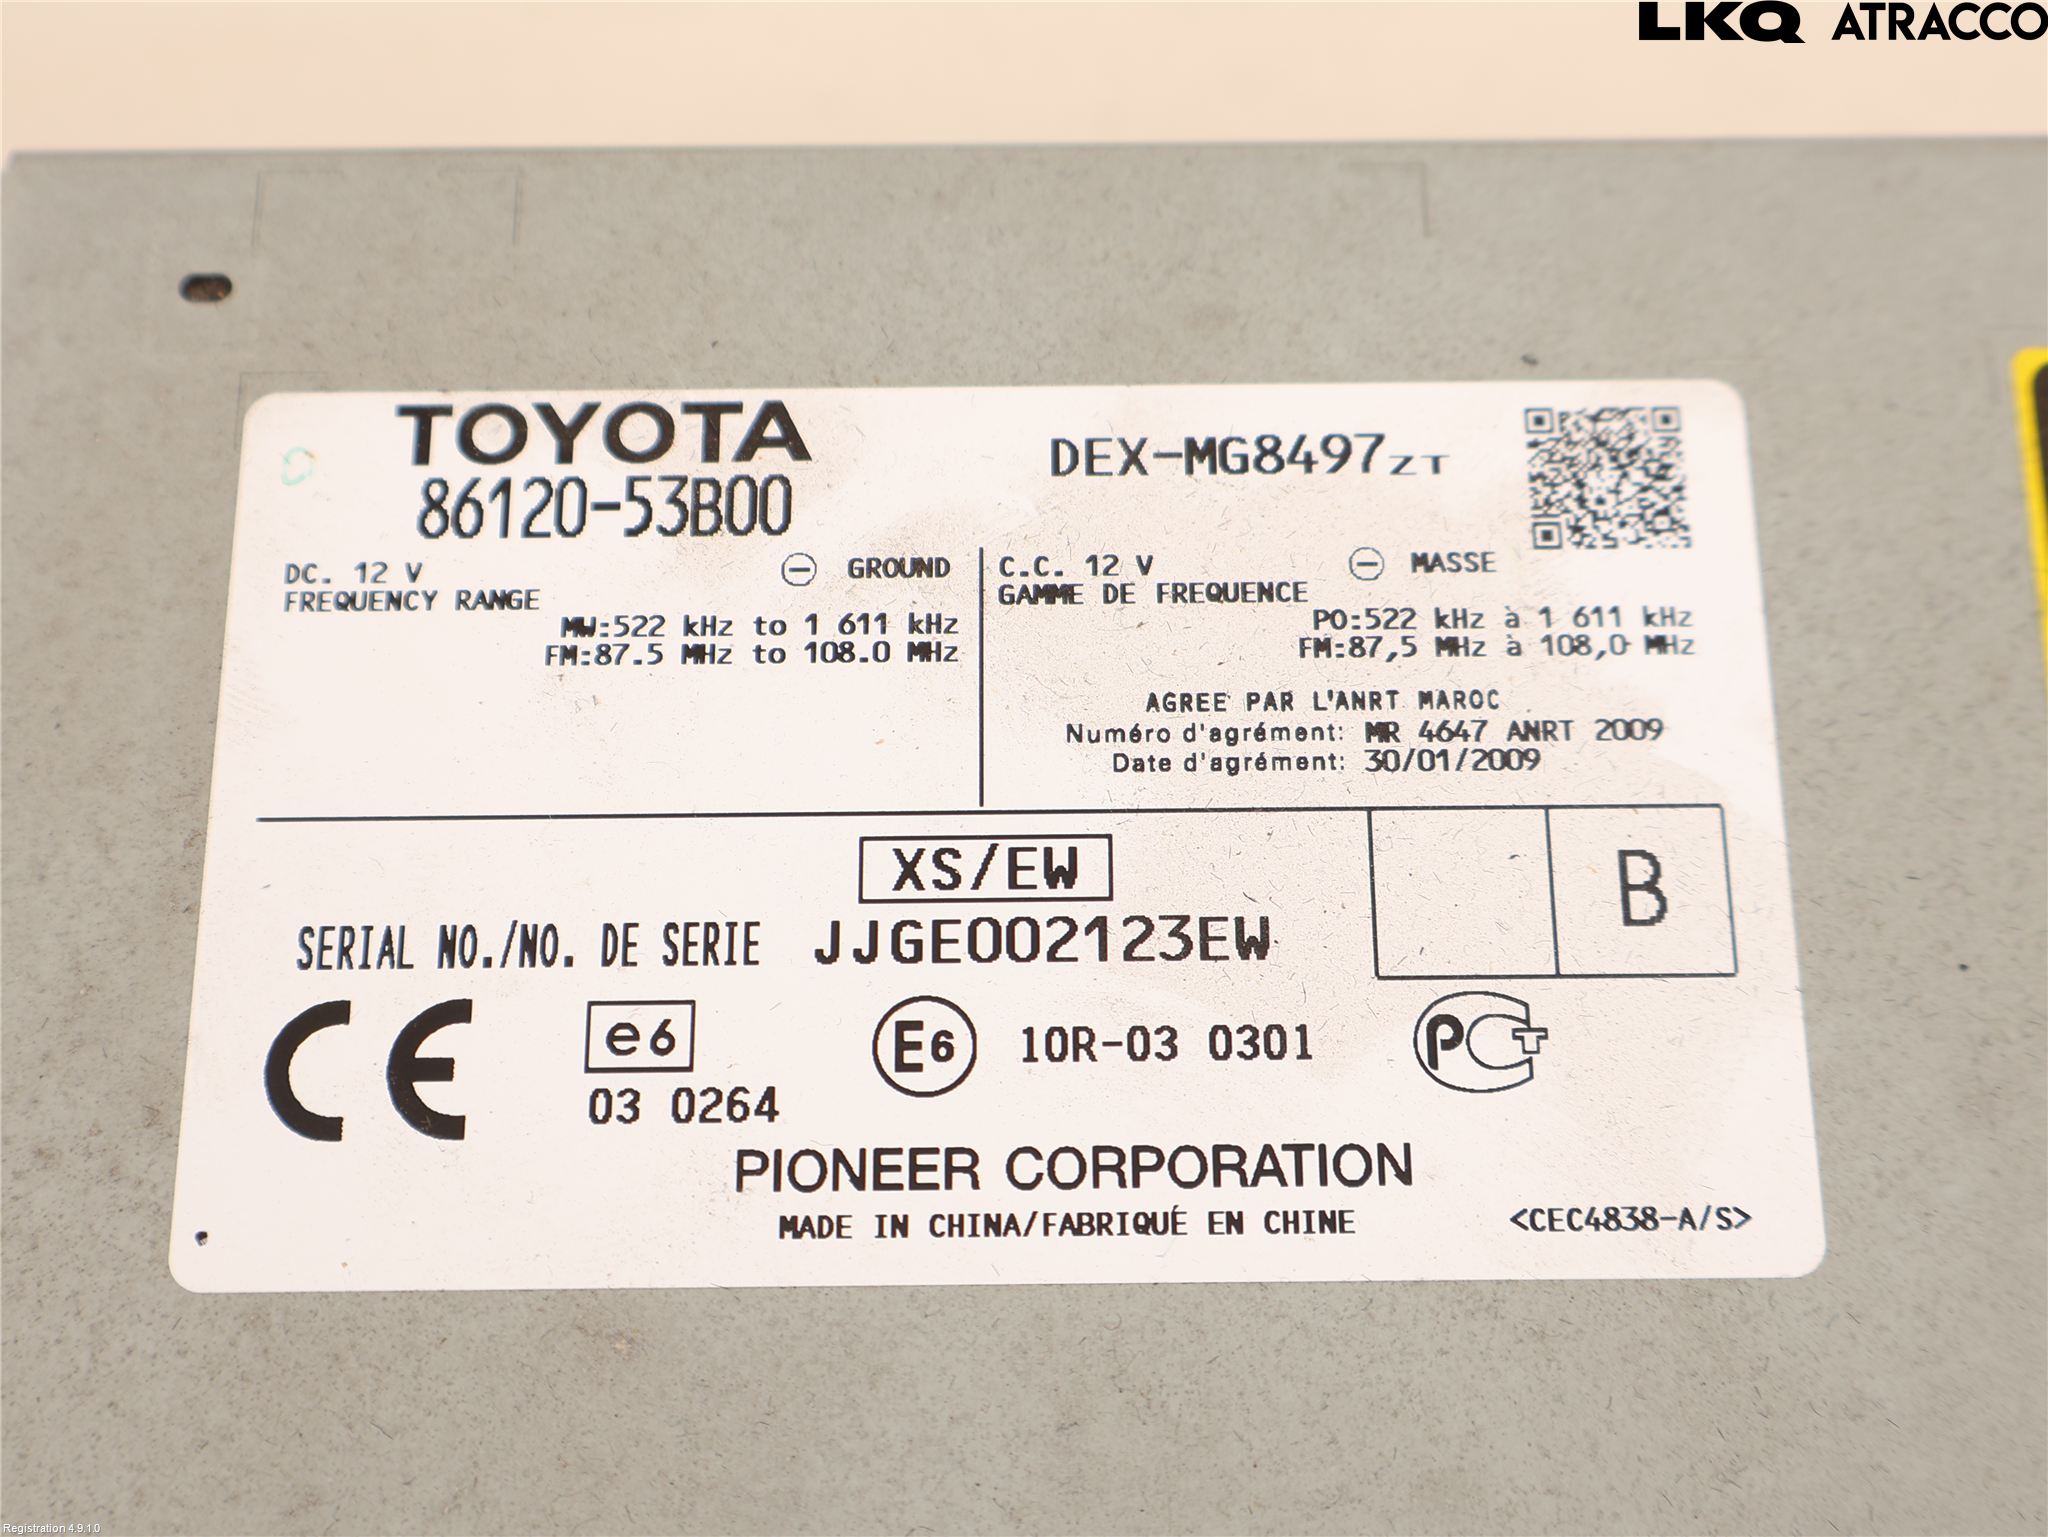 LKQ ATRACCO
TOYOTA
86120-53B00
DEX-MG8497ZT
DC. 12 V GROUND
FREQUENCY RANGE
MW:522 kHz to 1 611 kHz
FM:87.5 MHz to 108.0 MHz
C.C. 12 V MASSE
GAMME DE FREQUENCE
PO:522 kHz à 1 611 kHz
FM:87,5 MHz à 108,0 MHz
AGREE PAR L'ANRT MAROC
Numéro d'agrément: MR 4647 ANRT 2009
Date d'agrément: 30/01/2009
XS/EW
B
SERIAL NO./NO. DE SERIE JJGE002123EW
CE e6 E6 10R-03 0301 PCT
03 0264
PIONEER CORPORATION
MADE IN CHINA/FABRIQUÉ EN CHINE
<CEC4838-A/S>
Registration 4.9.1.0